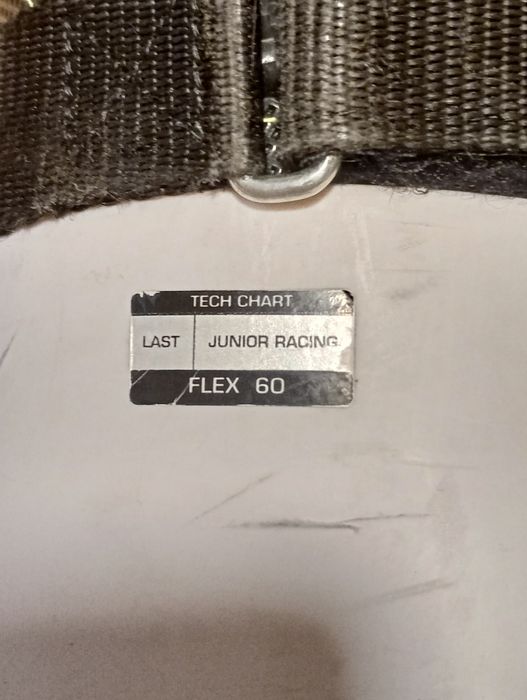 TECH CHART
LAST JUNIOR RACING
FLEX 60